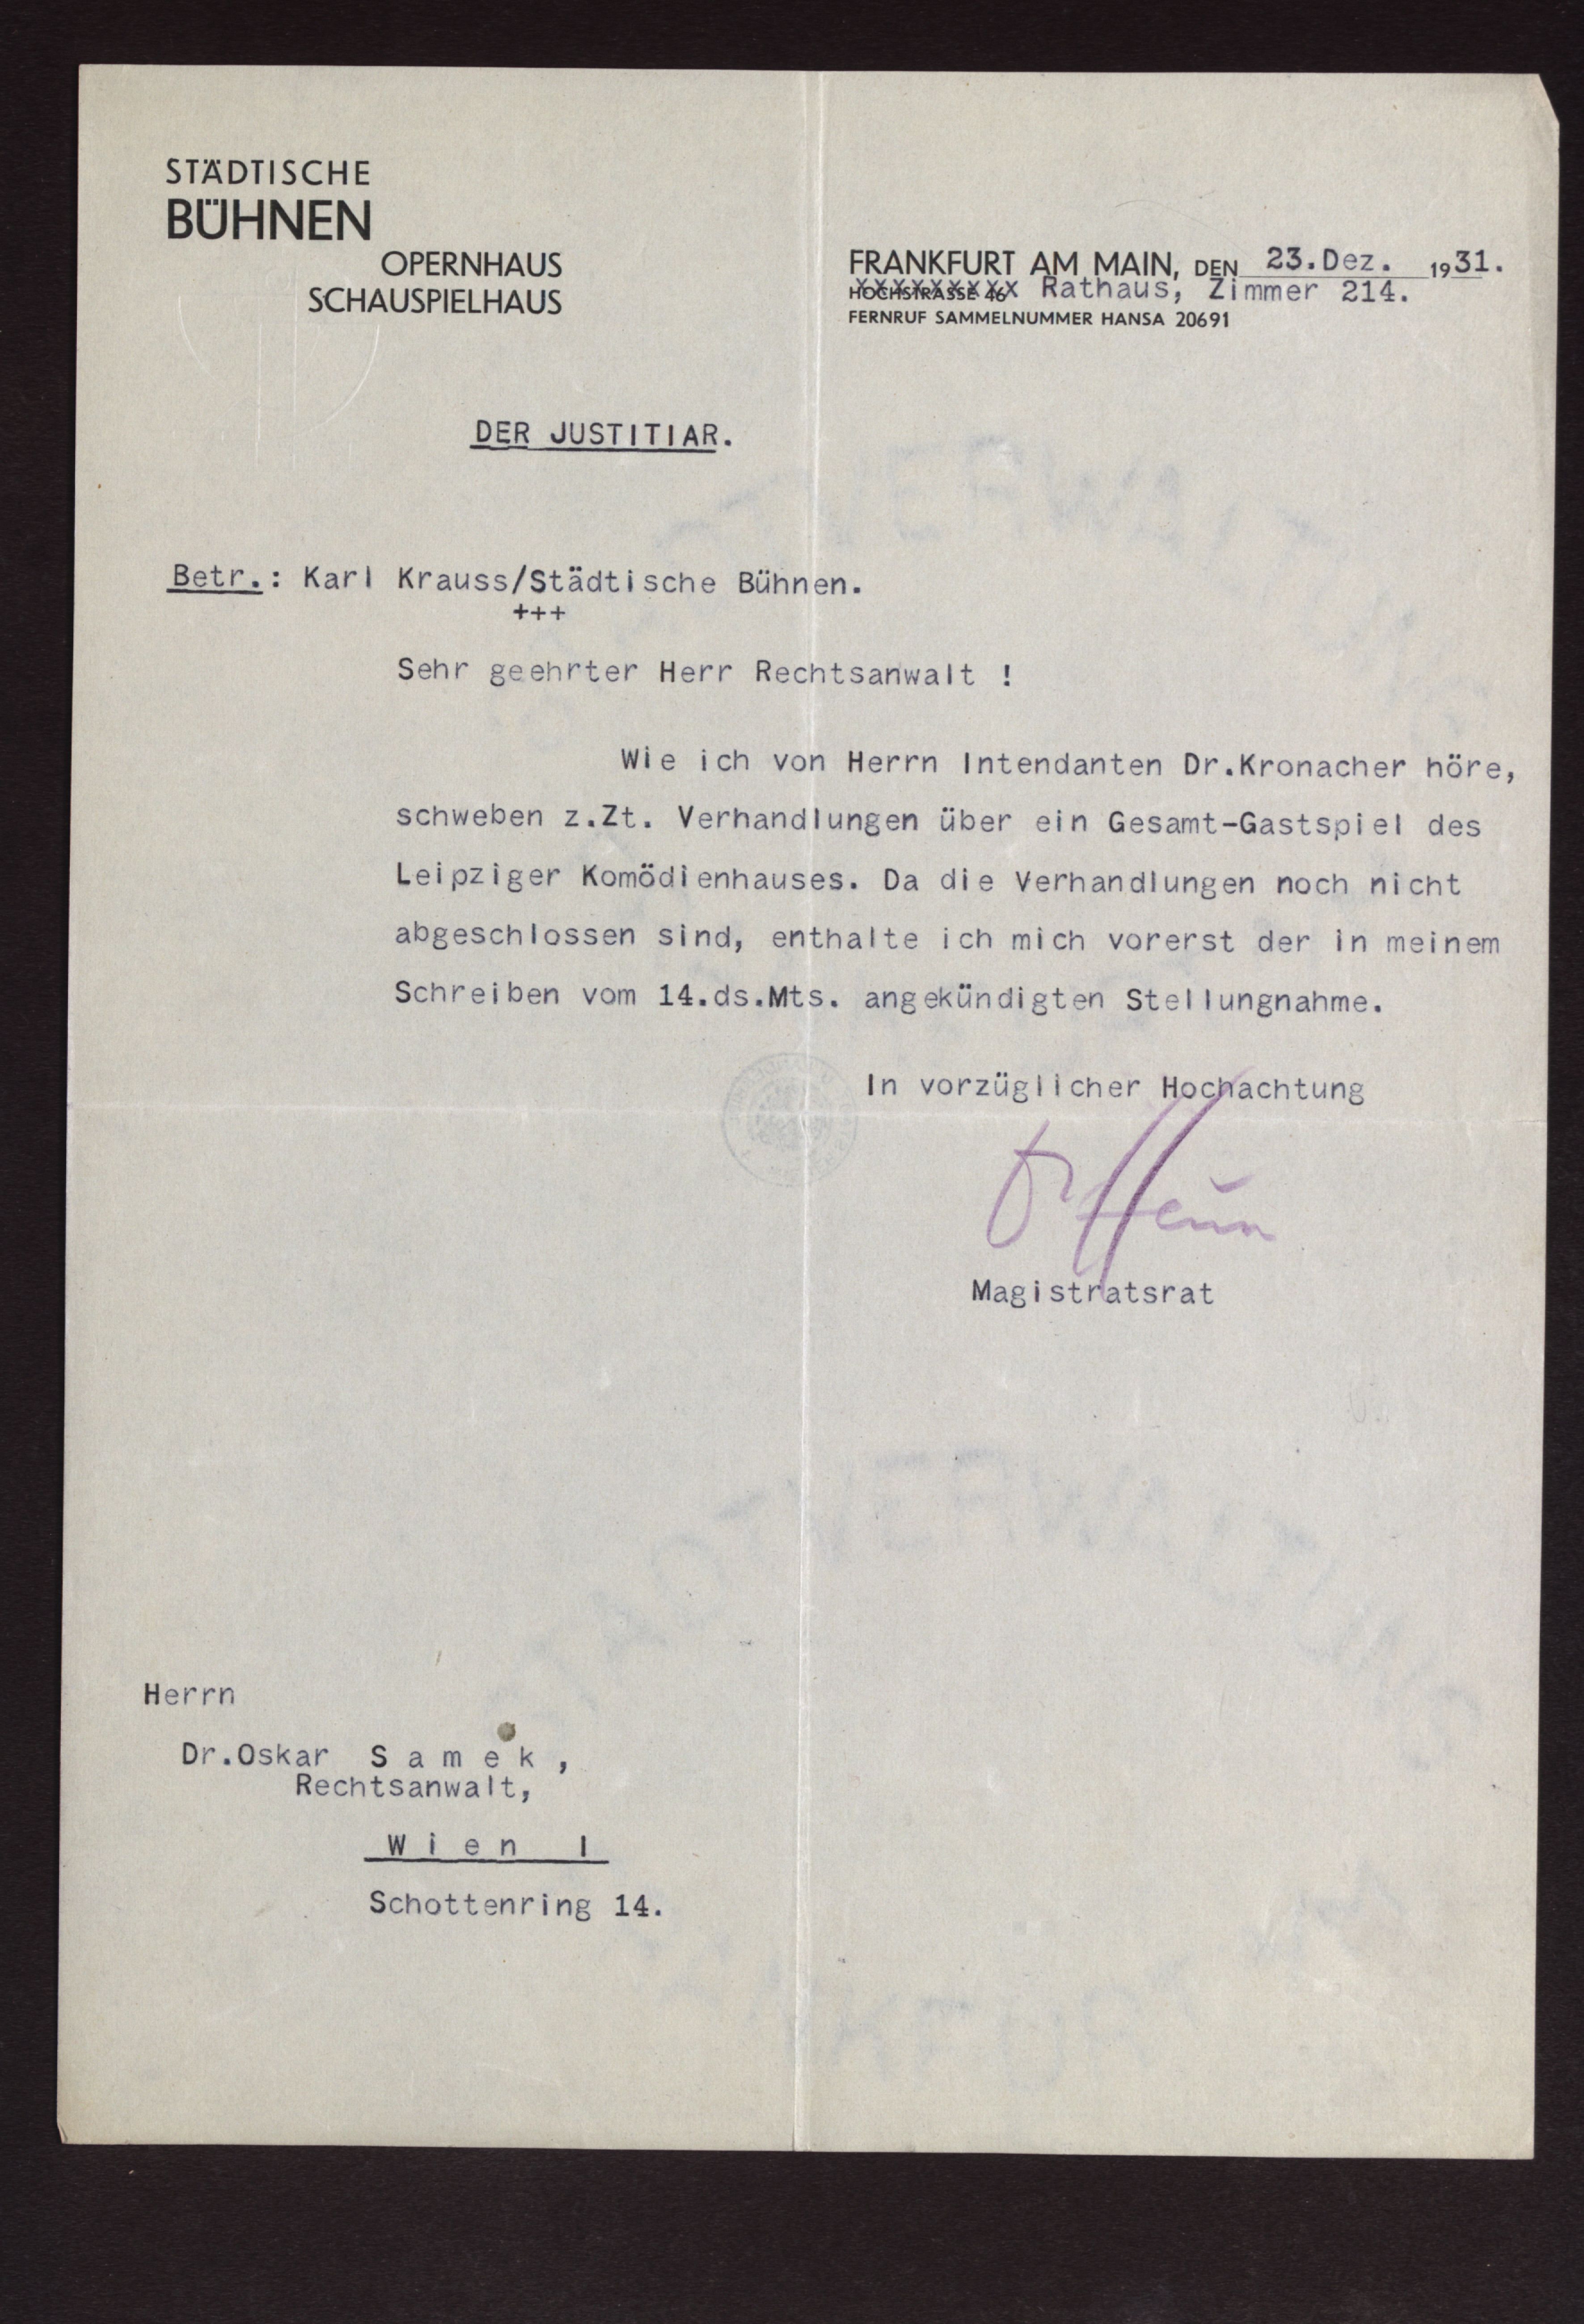 STÄDTISCHE
BÜHNEN
OPERNHAUS
SCHAUSPIELHAUS
FRANKFURT AM MAIN, DEN 23.Dez. 1931.
HOCHSTRASSE 46 Rathaus, Zimmer 214.
FERNRUF SAMMELNUMMER HANSA 20691
DER JUSTITIAR.
Betr.: Karl Krauss/Städtische Bühnen.
+++
Sehr geehrter Herr Rechtsanwalt !
Wie ich von Herrn Intendanten Dr.Kronacher höre,
schweben z.Zt. Verhandlungen über ein Gesamt-Gastspiel des
Leipziger Komödienhauses. Da die Verhandlungen noch nicht
abgeschlossen sind, enthalte ich mich vorerst der in meinem
Schreiben vom 14.ds.Mts. angekündigten Stellungnahme.
In vorzüglicher Hochachtung
Magistratsrat
Herrn
Dr.Oskar S a m e k ,
Rechtsanwalt,
W i e n I
Schottenring 14.